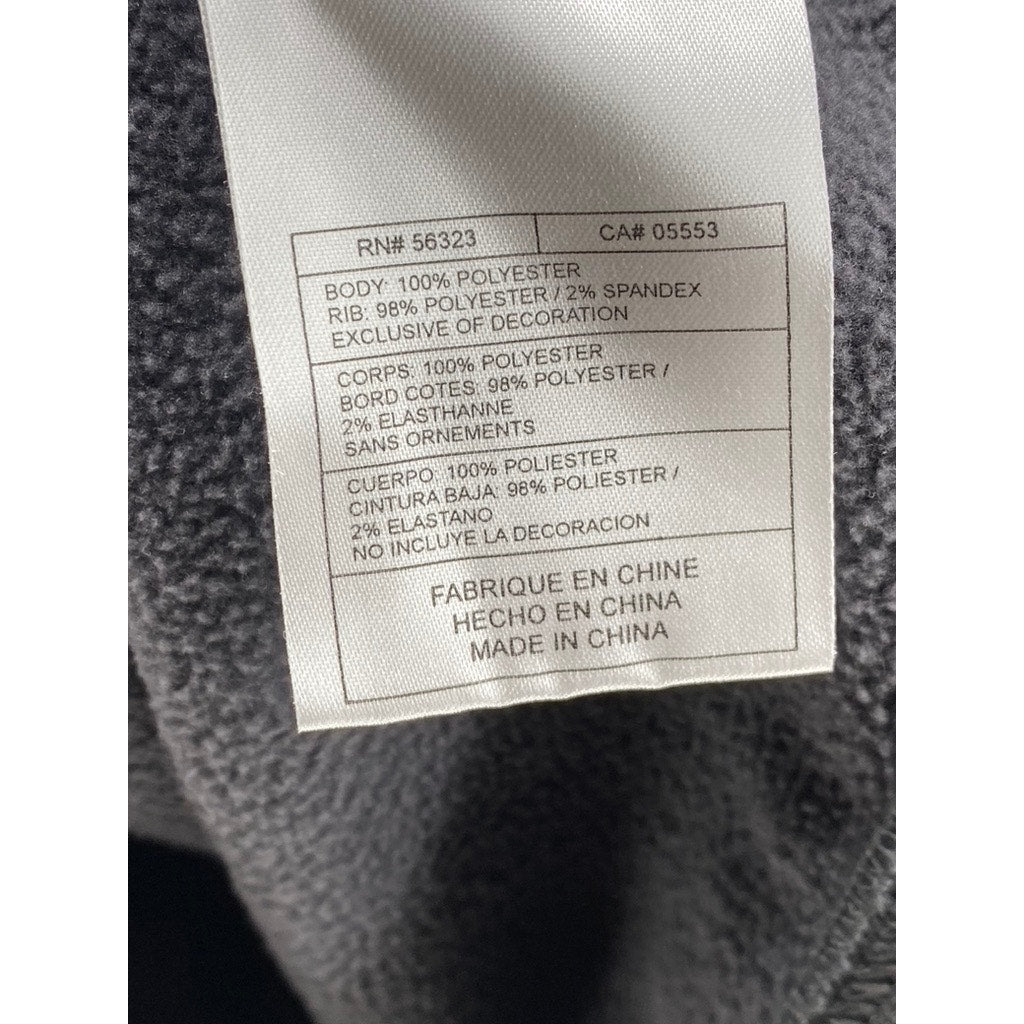 RN# 56323 CA# 05553
BODY: 100% POLYESTER
RIB: 98% POLYESTER / 2% SPANDEX
EXCLUSIVE OF DECORATION
CORPS: 100% POLYESTER
BORD COTES: 98% POLYESTER /
2% ELASTHANNE
SANS ORNEMENTS
CUERPO: 100% POLIESTER
CINTURA BAJA: 98% POLIESTER /
2% ELASTANO
NO INCLUYE LA DECORACION
FABRIQUE EN CHINE
HECHO EN CHINA
MADE IN CHINA